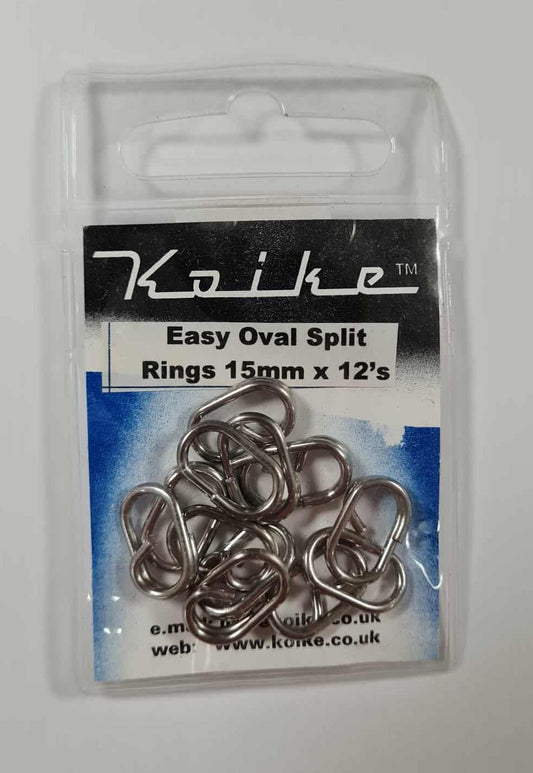 Koike™
Easy Oval Split
Rings 15mm x 12's
koike.co.uk
web: www.koike.co.uk